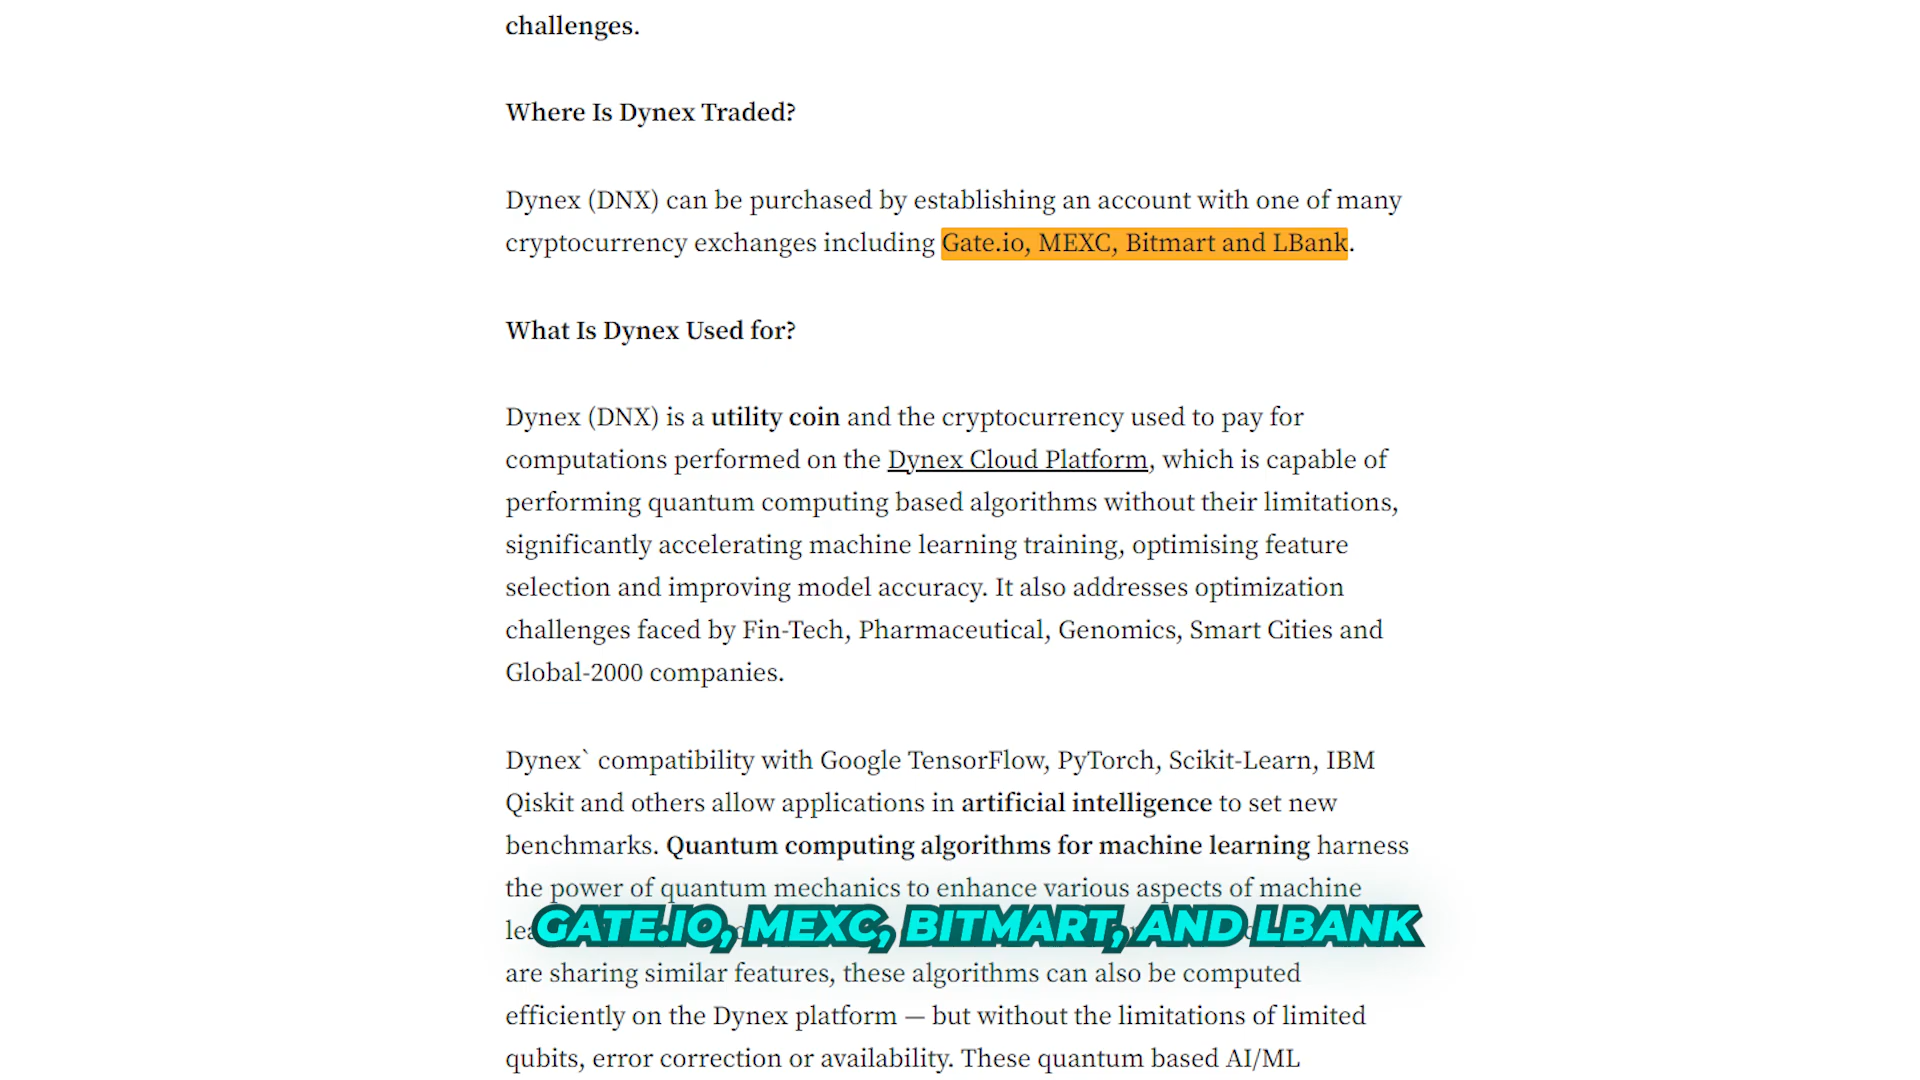 challenges.
Where Is Dynex Traded?
Dynex (DNX) can be purchased by establishing an account with one of many
cryptocurrency exchanges including Gate.io, MEXC, Bitmart and LBank.
What Is Dynex Used for?
Dynex (DNX) is a utility coin and the cryptocurrency used to pay for
computations performed on the Dynex Cloud Platform, which is capable of
performing quantum computing based algorithms without their limitations,
significantly accelerating machine learning training, optimising feature
selection and improving model accuracy. It also addresses optimization
challenges faced by Fin-Tech, Pharmaceutical, Genomics, Smart Cities and
Global-2000 companies.
Dynex` compatibility with Google TensorFlow, PyTorch, Scikit-Learn, IBM
Qiskit and others allow applications in artificial intelligence to set new
benchmarks. Quantum computing algorithms for machine learning harness
the power of quantum mechanics to enhance various aspects of machine
GATE.IO, MEXC, BITMART, AND LBANK
are sharing similar features, these algorithms can also be computed
efficiently on the Dynex platform — but without the limitations of limited
qubits, error correction or availability. These quantum based AI/ML